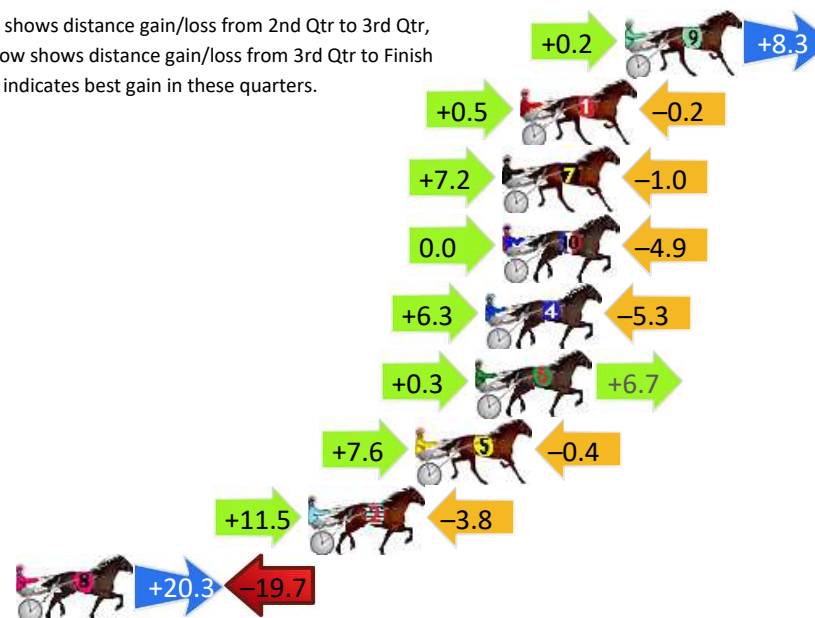 shows distance gain/loss from 2nd Qtr to 3rd Qtr,
ow shows distance gain/loss from 3rd Qtr to Finish
indicates best gain in these quarters.
+0.2 9 +8.3
+0.5 1 –0.2
+7.2 7 –1.0
0.0 10 –4.9
+6.3 4 –5.3
+0.3 6 +6.7
+7.6 5 –0.4
+11.5 –3.8
8 +20.3 –19.7